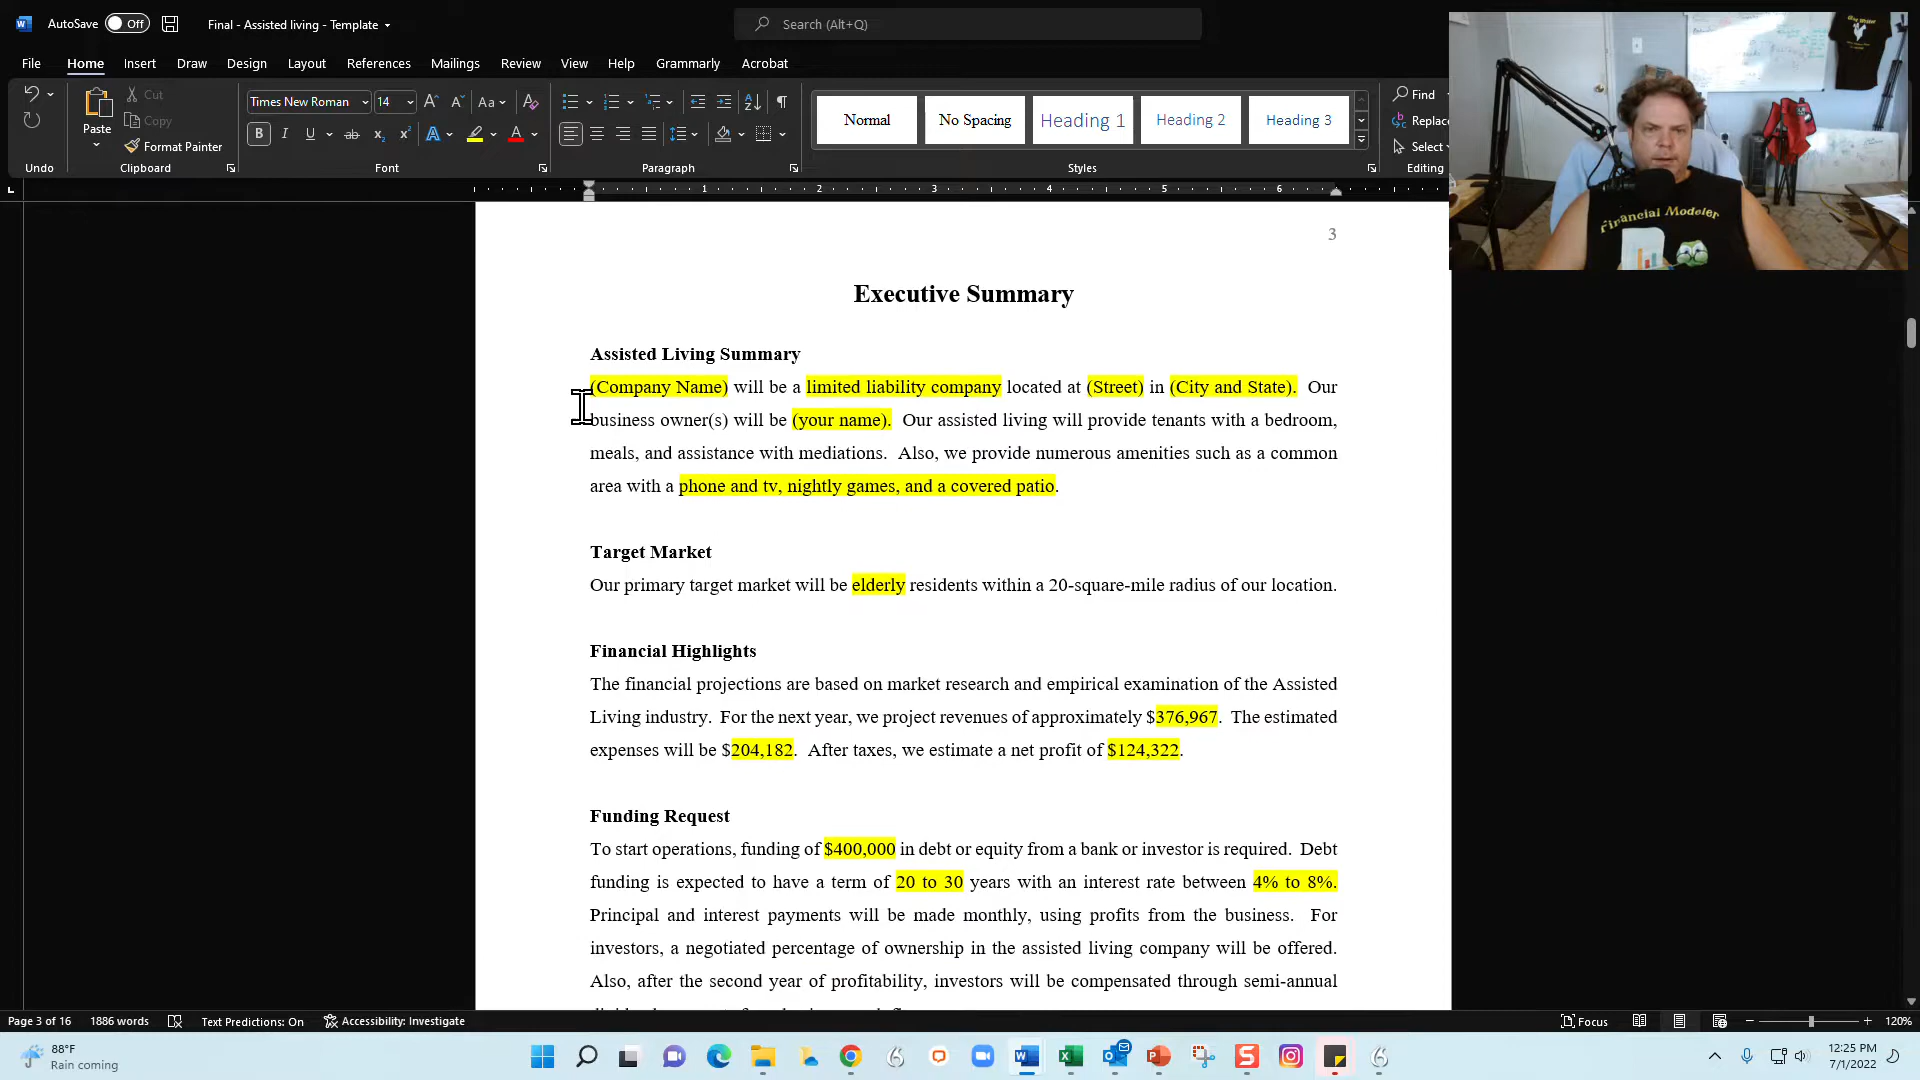 AutoSave Off Final - Assisted living - Template Search (Alt+Q)
File Home Insert Draw Design Layout References Mailings Review View Help Grammarly Acrobat
Paste Cut Copy Format Painter
Times New Roman 14
Normal No Spacing Heading 1 Heading 2 Heading 3
Find
Replace
Select
Undo Clipboard Font Paragraph Styles Editing
1 2 3 4 5 6
Financial Modeler
3
Executive Summary
Assisted Living Summary
(Company Name) will be a limited liability company located at (Street) in (City and State). Our
business owner(s) will be (your name). Our assisted living will provide tenants with a bedroom,
meals, and assistance with mediations. Also, we provide numerous amenities such as a common
area with a phone and tv, nightly games, and a covered patio.
Target Market
Our primary target market will be elderly residents within a 20-square-mile radius of our location.
Financial Highlights
The financial projections are based on market research and empirical examination of the Assisted
Living industry. For the next year, we project revenues of approximately $376,967. The estimated
expenses will be $204,182. After taxes, we estimate a net profit of $124,322.
Funding Request
To start operations, funding of $400,000 in debt or equity from a bank or investor is required. Debt
funding is expected to have a term of 20 to 30 years with an interest rate between 4% to 8%.
Principal and interest payments will be made monthly, using profits from the business. For
investors, a negotiated percentage of ownership in the assisted living company will be offered.
Also, after the second year of profitability, investors will be compensated through semi-annual
Page 3 of 16 1886 words Text Predictions: On Accessibility: Investigate Focus 120%
88°F
Rain coming
12:25 PM
7/1/2022